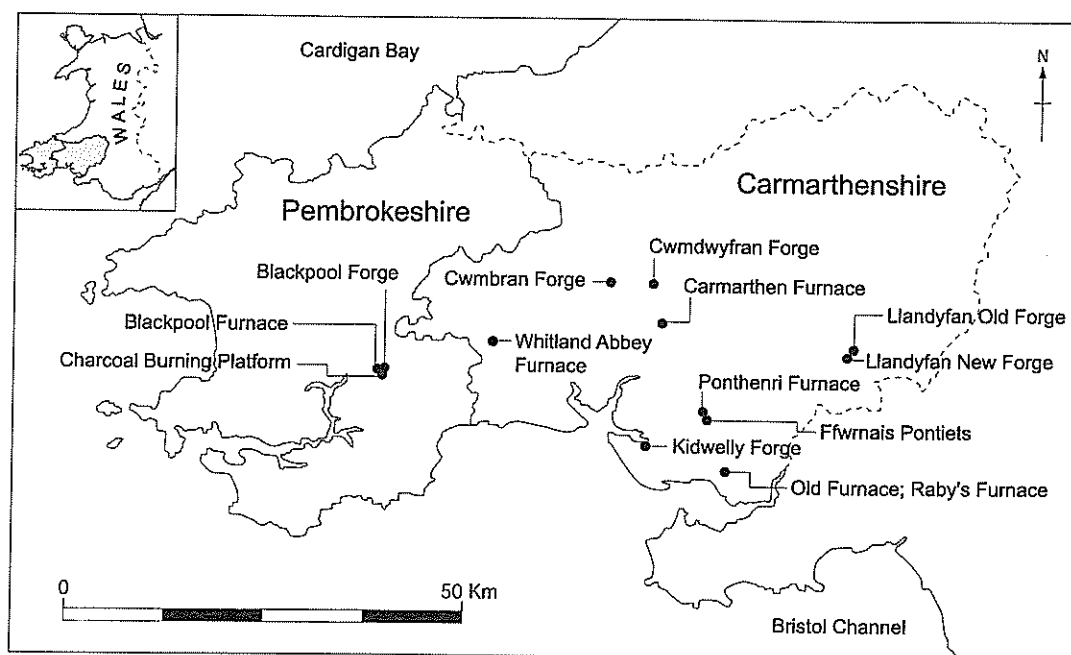 Cardigan Bay
N
WALES
Carmarthenshire
Pembrokeshire
Cwmdwyfran Forge
Blackpool Forge
Cwmbran Forge
Carmarthen Furnace
Blackpool Furnace
Llandyfan Old Forge
Whitland Abbey
Furnace
Charcoal Burning Platform
Llandyfan New Forge
Ponthenri Furnace
Ffwrnais Pontiets
Kidwelly Forge
Old Furnace; Raby's Furnace
0
50 Km
Bristol Channel